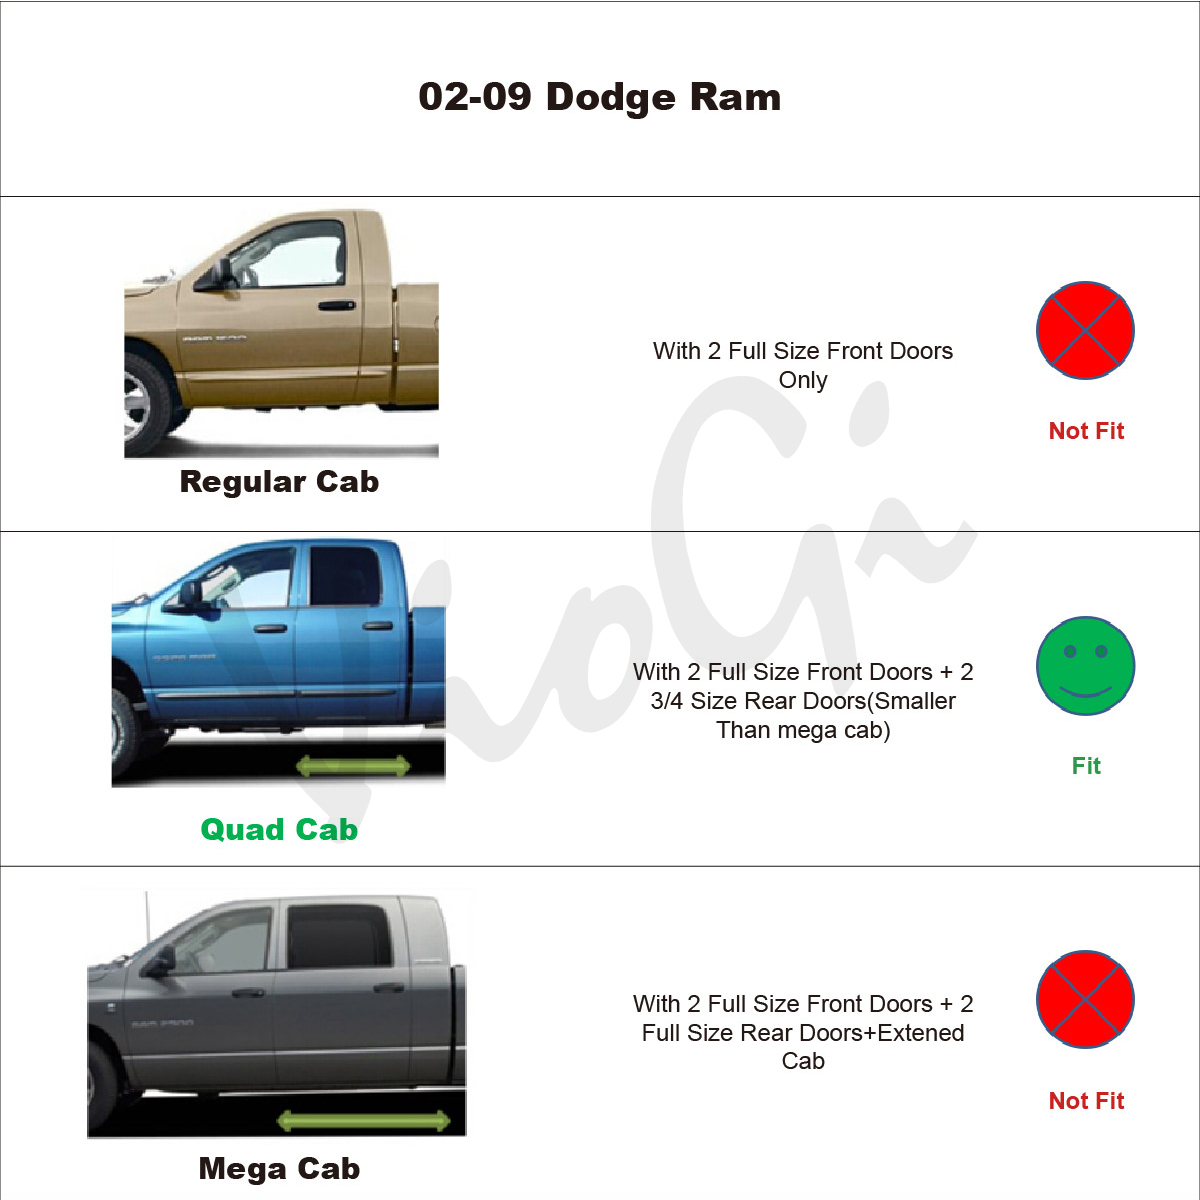 02-09 Dodge Ram
With 2 Full Size Front Doors
Only
Not Fit
Regular Cab
VioGi
With 2 Full Size Front Doors + 2
3/4 Size Rear Doors(Smaller
Than mega cab)
Fit
Quad Cab
With 2 Full Size Front Doors + 2
Full Size Rear Doors+Extened
Cab
Not Fit
Mega Cab